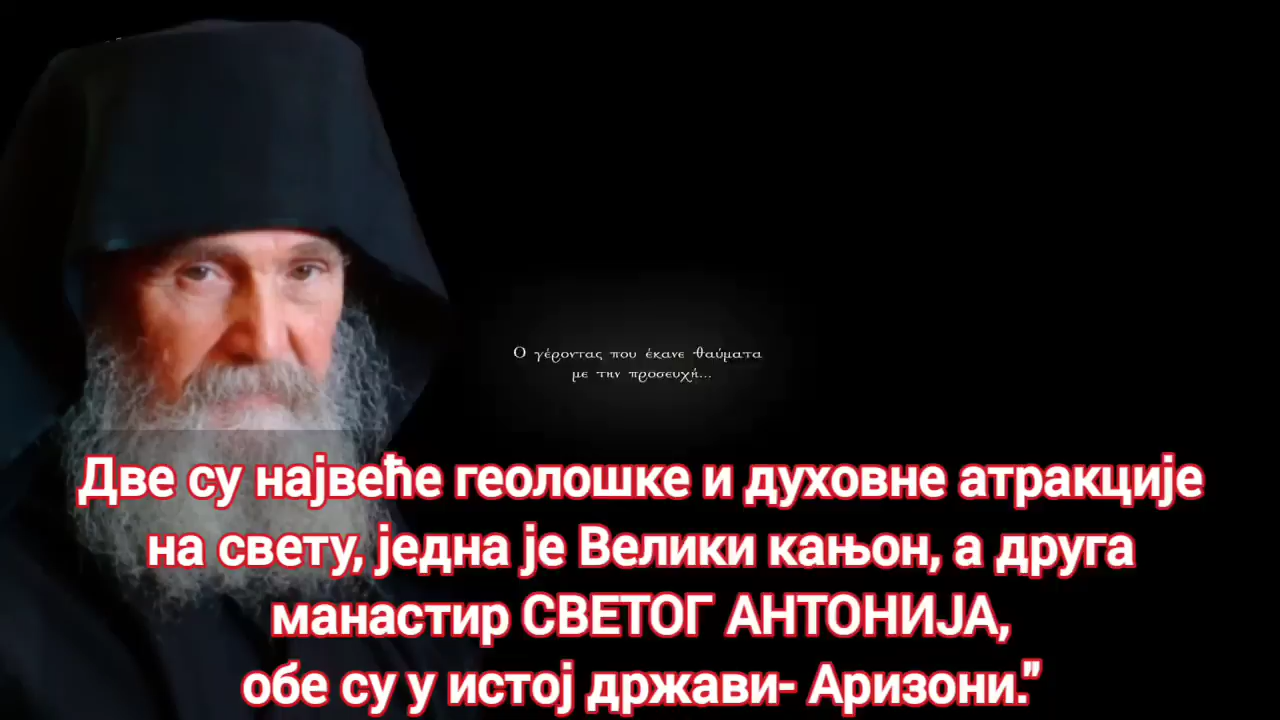 Ο γέροντας που έκανε θαύματα
με την προσευχή...
Две су највеће геолошке и духовне атракције
на свету, једна је Велики кањон, а друга
манастир СВЕТОГ АНТОНИЈА,
обе су у истој држави- Аризони."